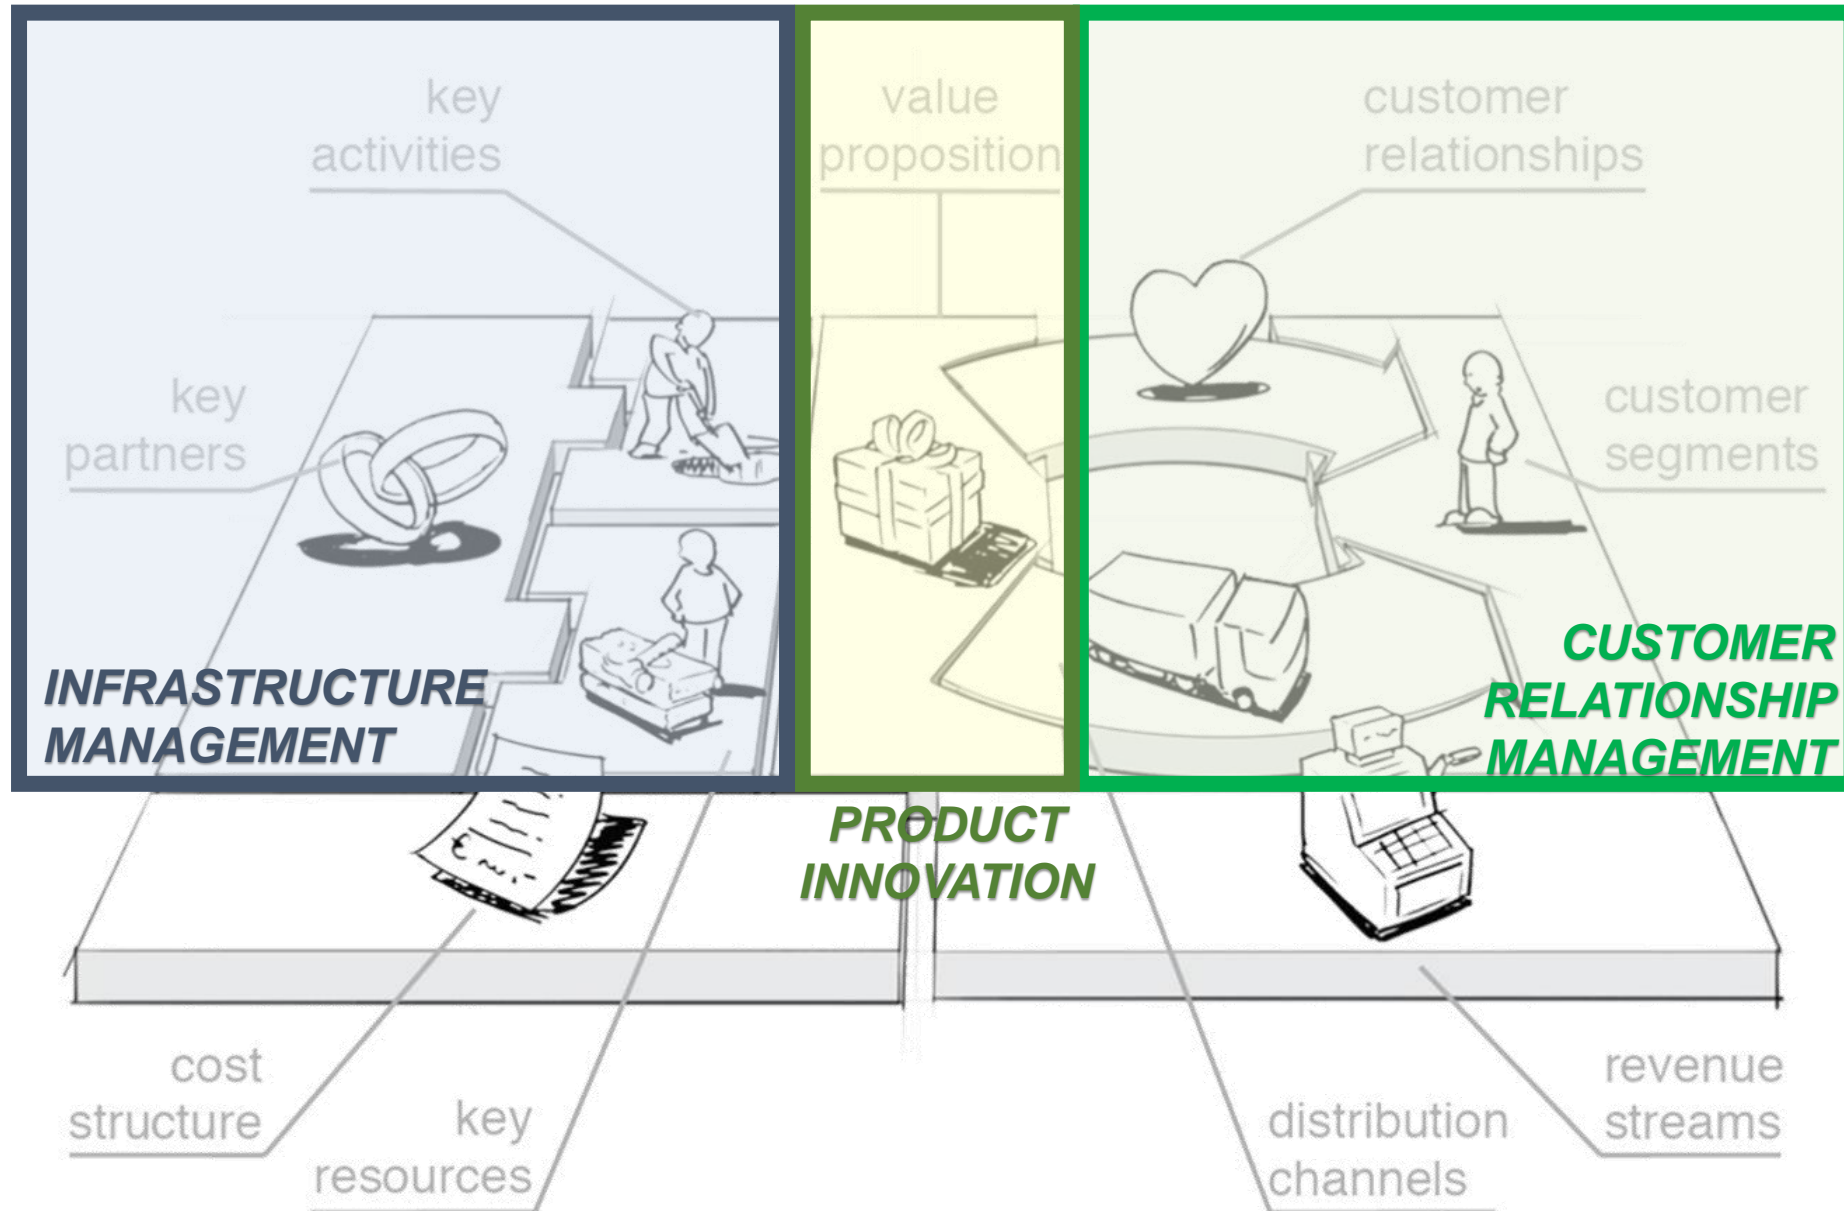 key
activities
value
proposition
customer
relationships
key
partners
customer
segments
INFRASTRUCTURE
MANAGEMENT
CUSTOMER
RELATIONSHIP
MANAGEMENT
PRODUCT
INNOVATION
€
cost
structure
key
resources
distribution
channels
revenue
streams